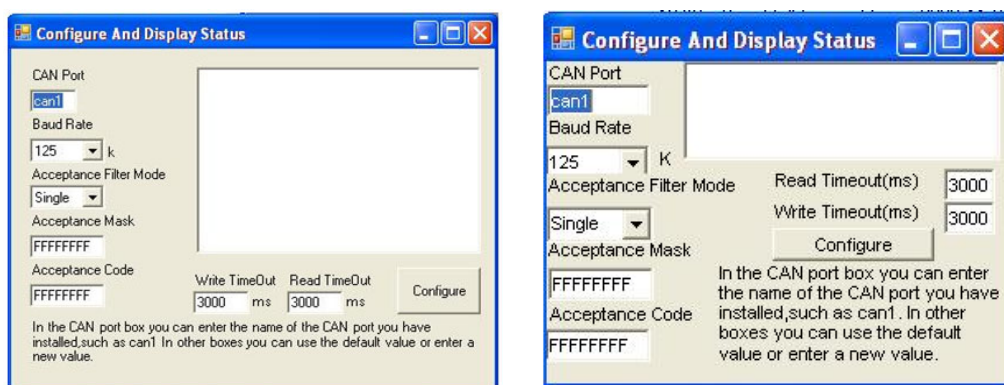 Configure And Display Status
CAN Port
can1
Baud Rate
125 k
Acceptance Filter Mode
Single
Acceptance Mask
FFFFFFFF
Acceptance Code
FFFFFFFF
Write TimeOut Read TimeOut
3000 ms 3000 ms
Configure
In the CAN port box you can enter the name of the CAN port you have
installed,such as can1 In other boxes you can use the default value or enter a
new value.
Configure And Display Status
CAN Port
can1
Baud Rate
125 K
Acceptance Filter Mode
Single
Acceptance Mask
FFFFFFFF
Acceptance Code
FFFFFFFF
Read Timeout(ms) 3000
Write Timeout(ms) 3000
Configure
In the CAN port box you can enter
the name of the CAN port you have
installed,such as can1. In other
boxes you can use the default
value or enter a new value.